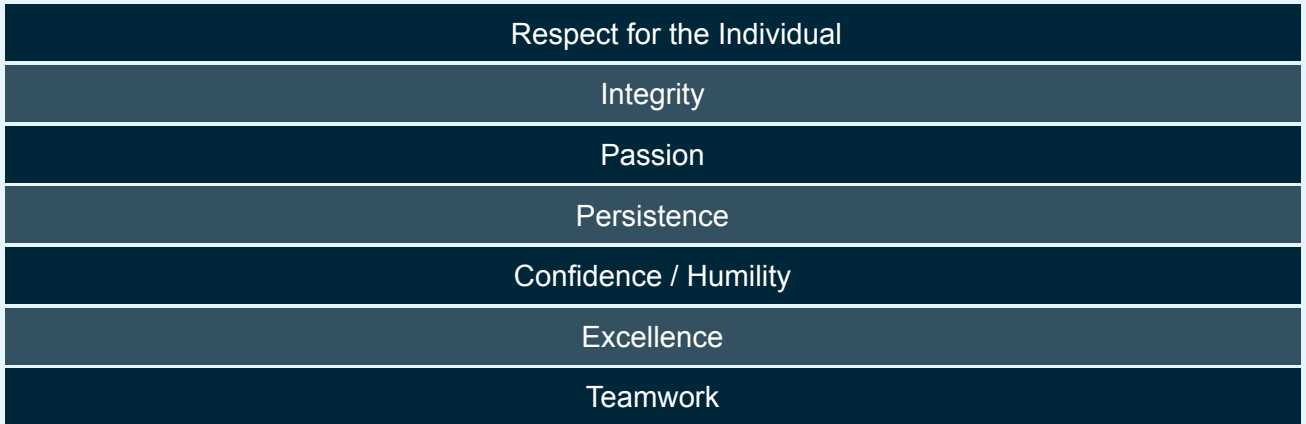 Respect for the Individual
Integrity
Passion
Persistence
Confidence / Humility
Excellence
Teamwork